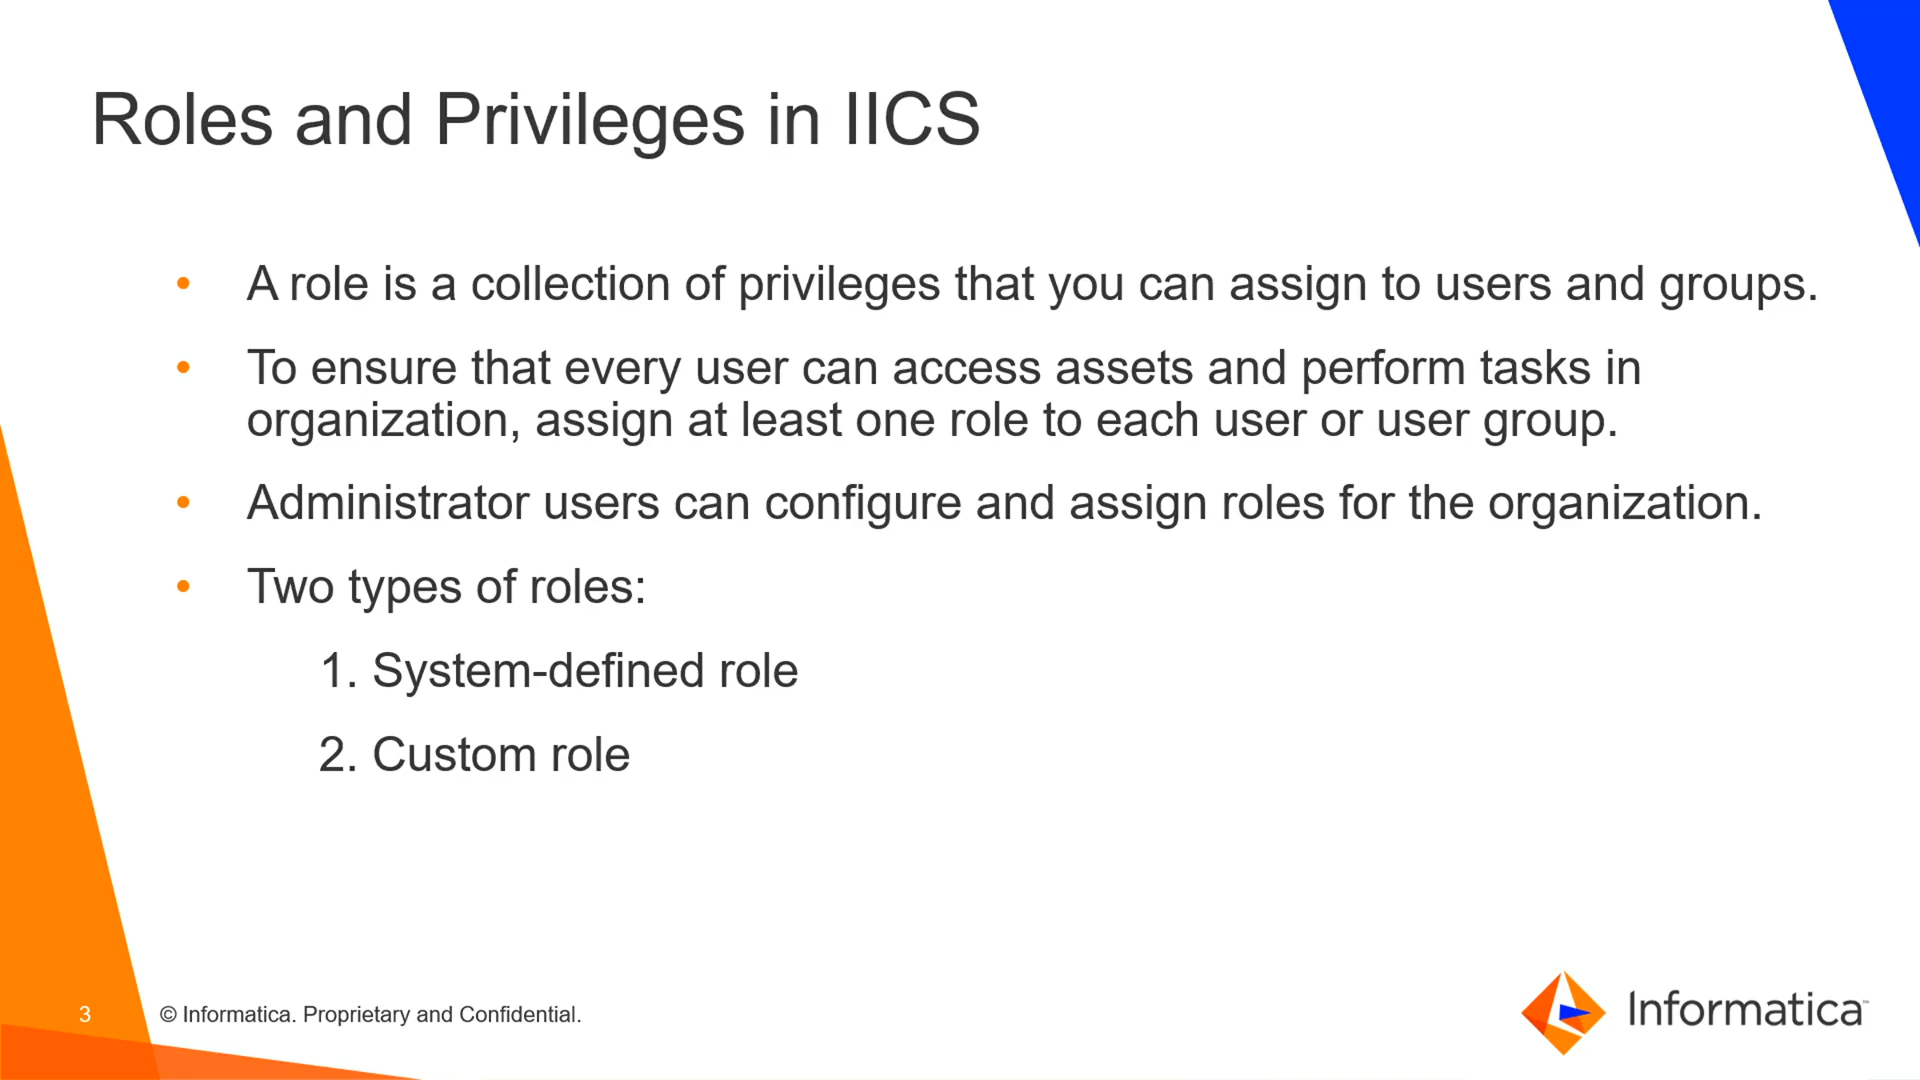 Roles and Privileges in IICS
• A role is a collection of privileges that you can assign to users and groups.
• To ensure that every user can access assets and perform tasks in
organization, assign at least one role to each user or user group.
• Administrator users can configure and assign roles for the organization.
• Two types of roles:
1. System-defined role
2. Custom role
3 © Informatica. Proprietary and Confidential.
Informatica™